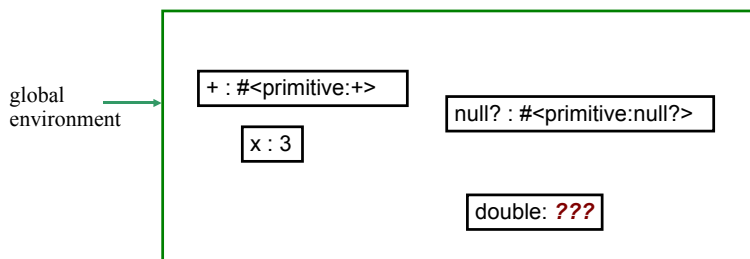 global
environment
+ : #<primitive:+>
x : 3
null? : #<primitive:null?>
double: ???